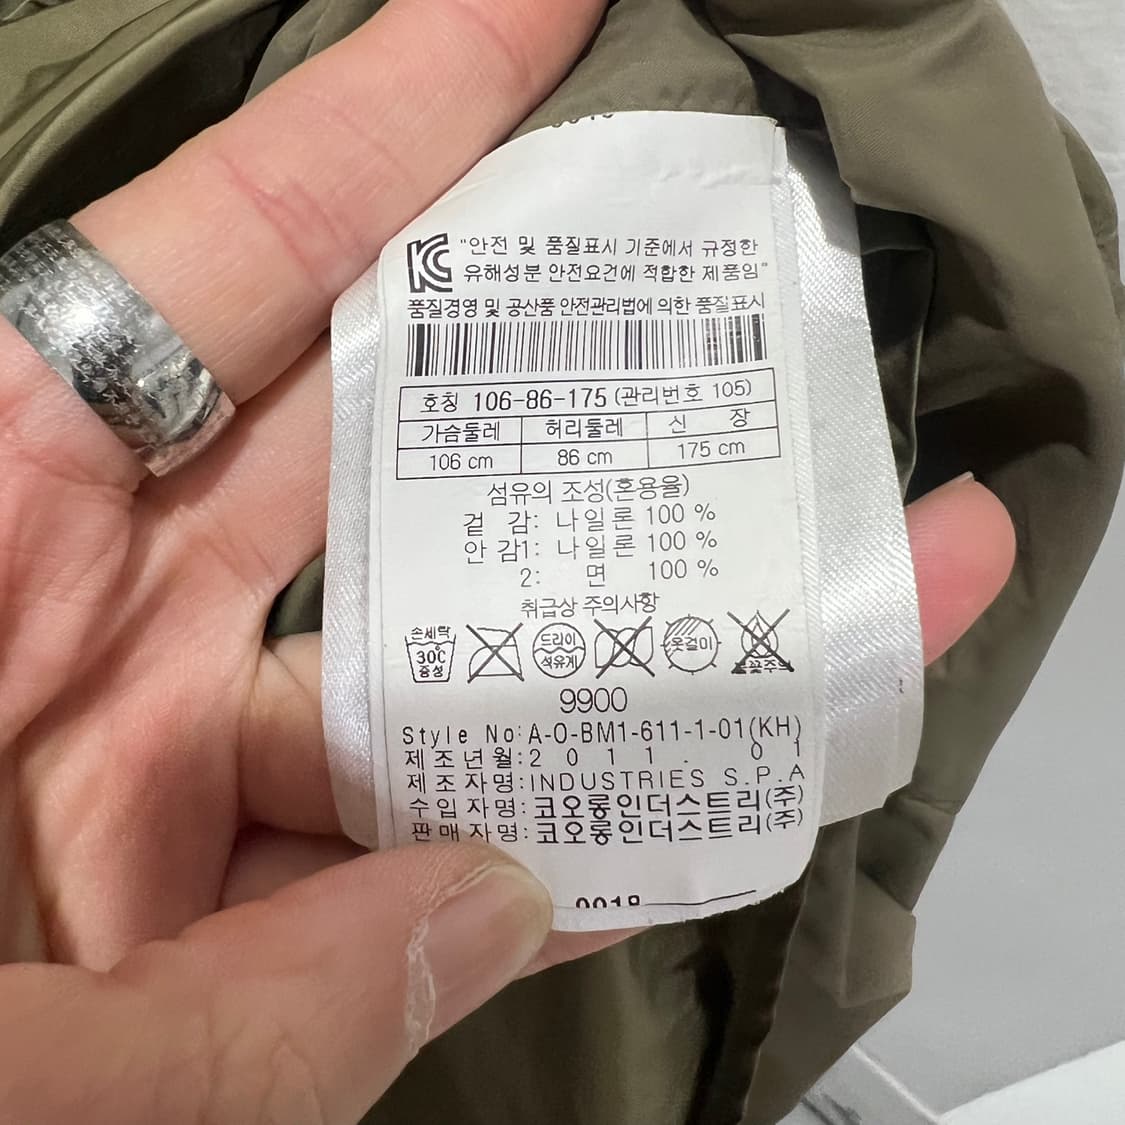 KC "안전 및 품질표시 기준에서 규정한
유해성분 안전요건에 적합한 제품임"
품질경영 및 공산품 안전관리법에 의한 품질표시
호칭 106-86-175 (관리번호 105)
가슴둘레 허리둘레 신 장
106 cm 86 cm 175 cm
섬유의 조성(혼용율)
겉 감: 나일론 100 %
안 감1: 나일론 100 %
2: 면 100 %
취급상 주의사항
손세탁 30℃ 중성
드라이 석유계
옷걸이
9900
Style No:A-O-BM1-611-1-01(KH)
제조년월:2011. 01
제조자명:INDUSTRIES S.P.A
수입자명:코오롱인더스트리(주)
판매자명:코오롱인더스트리(주)